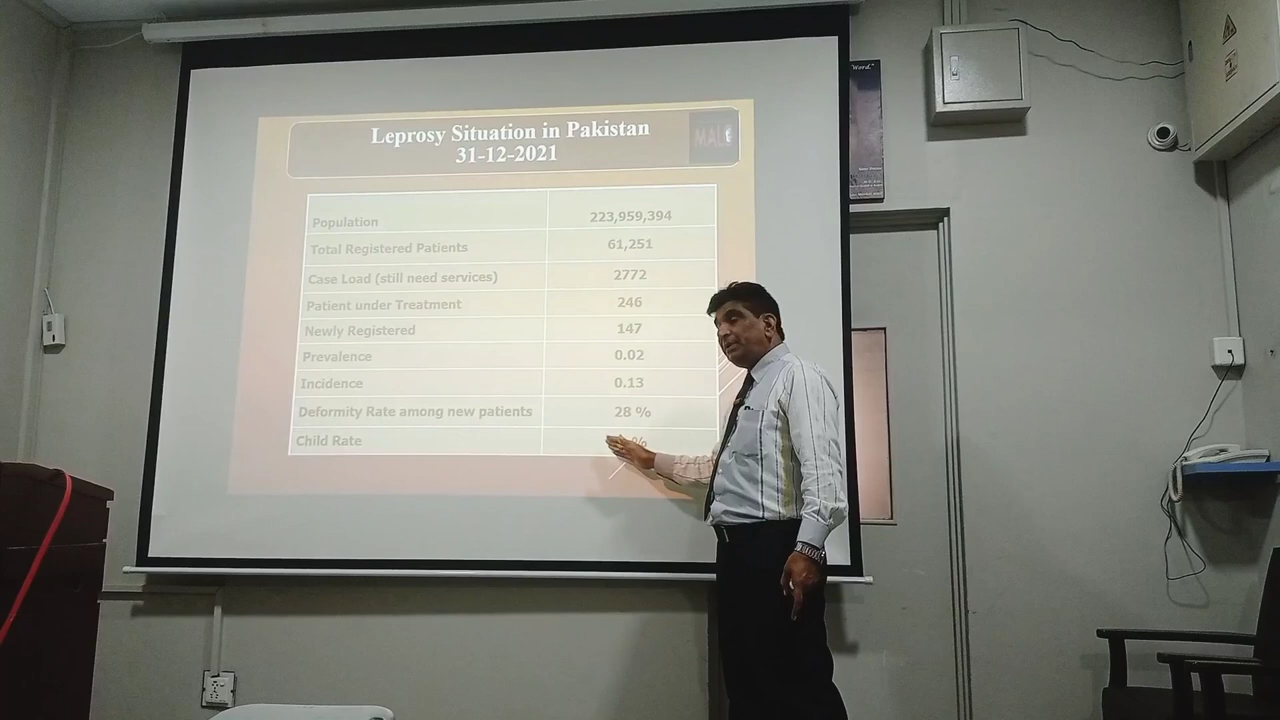 Leprosy Situation in Pakistan
31-12-2021
Population 223,959,394
Total Registered Patients 61,251
Case Load (still need services) 2772
Patient under Treatment 246
Newly Registered 147
Prevalence 0.02
Incidence 0.13
Deformity Rate among new patients 28 %
Child Rate %
Word."